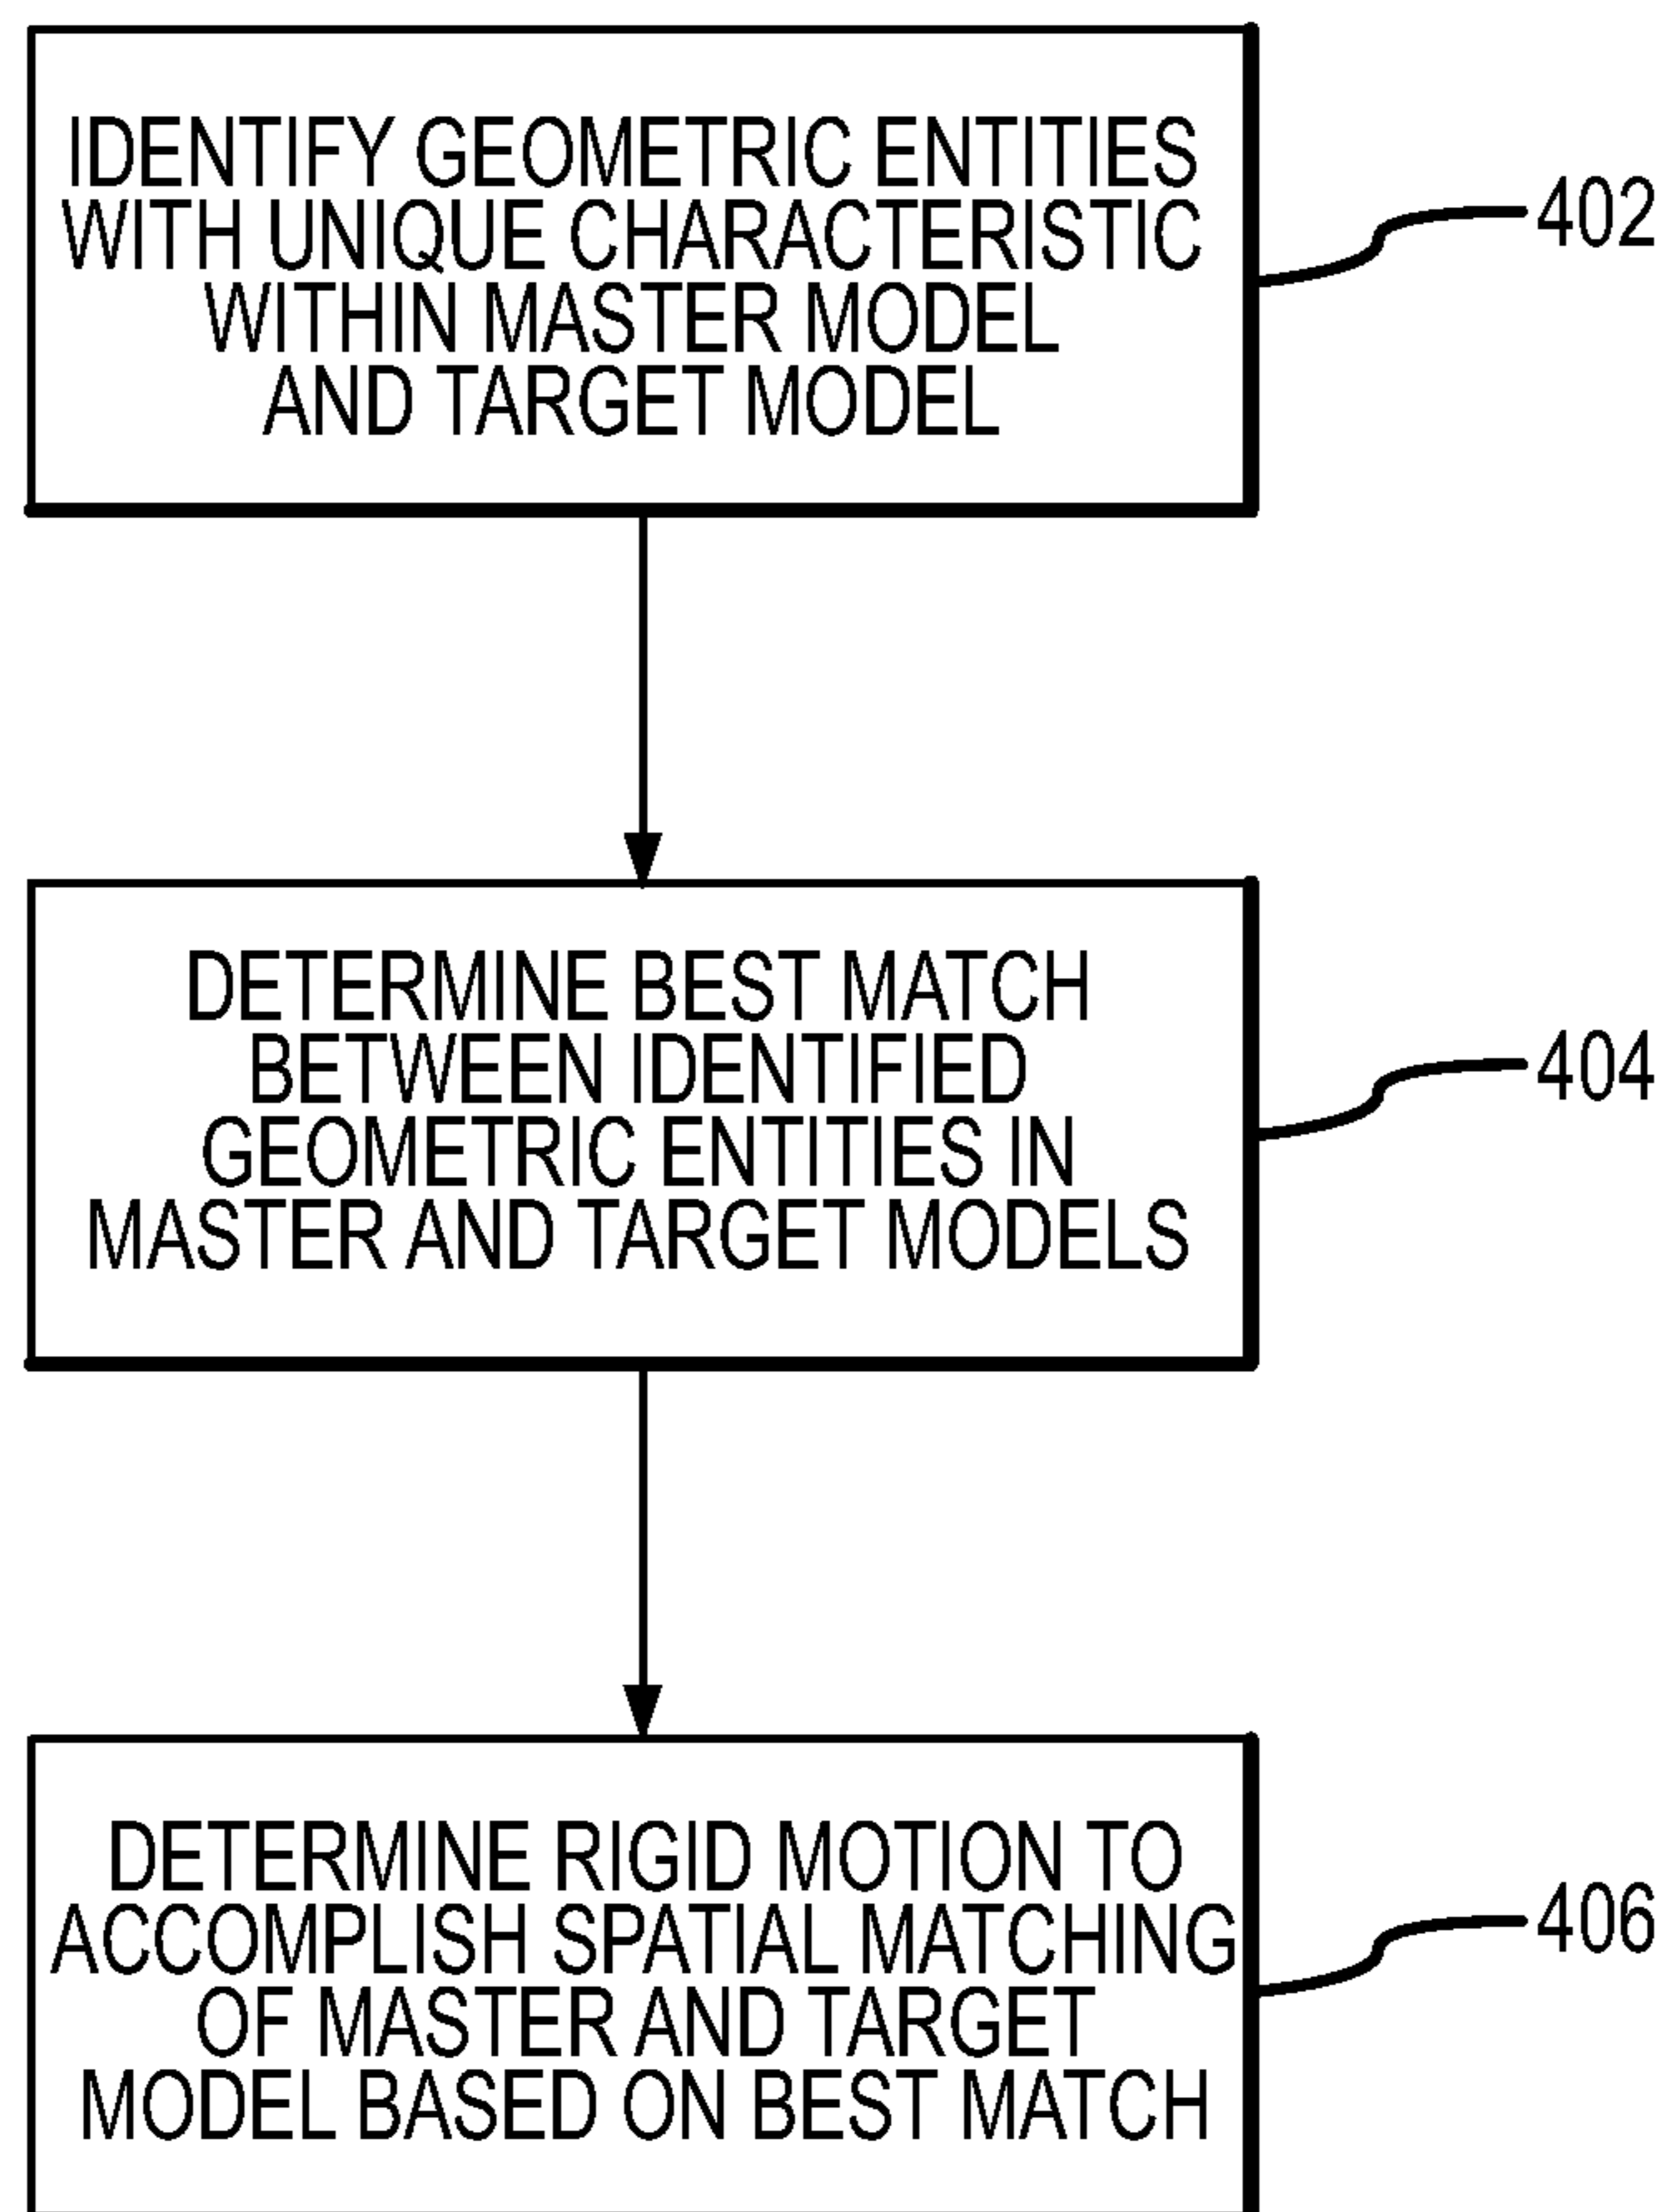 IDENTIFY GEOMETRIC ENTITIES
WITH UNIQUE CHARACTERISTIC
WITHIN MASTER MODEL
AND TARGET MODEL
402
DETERMINE BEST MATCH
BETWEEN IDENTIFIED
GEOMETRIC ENTITIES IN
MASTER AND TARGET MODELS
404
DETERMINE RIGID MOTION TO
ACCOMPLISH SPATIAL MATCHING
OF MASTER AND TARGET
MODEL BASED ON BEST MATCH
406